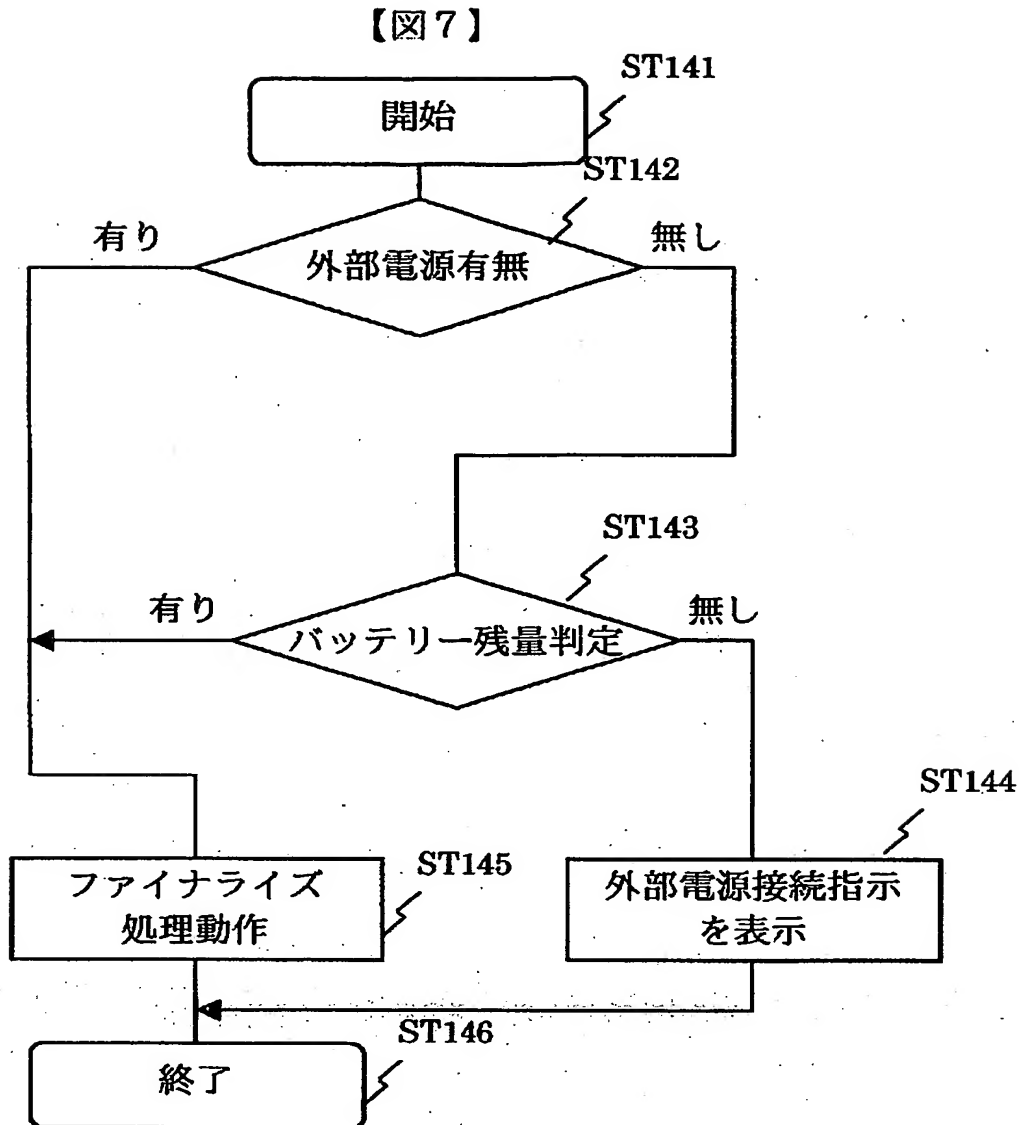 【図7】
ST141
開始
ST142
有り
無し
外部電源有無
ST143
有り
無し
バッテリー残量判定
ST144
ST145
ファイナライズ
処理動作
外部電源接続指示
を表示
ST146
終了